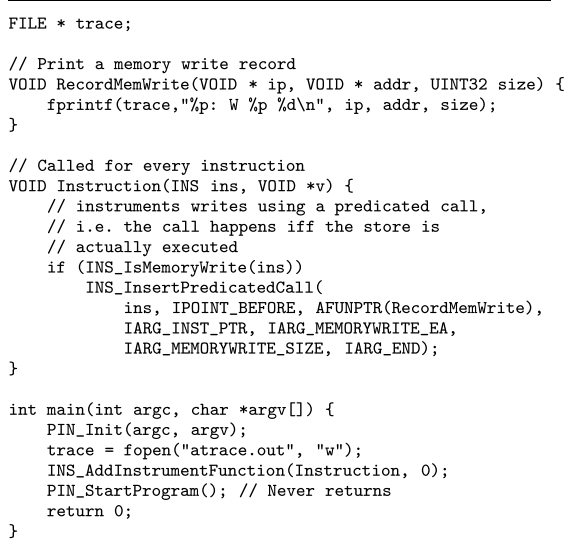 FILE * trace;

// Print a memory write record
VOID RecordMemWrite(VOID * ip, VOID * addr, UINT32 size) {
    fprintf(trace,"%p: W %p %d\n", ip, addr, size);
}

// Called for every instruction
VOID Instruction(INS ins, VOID *v) {
    // instruments writes using a predicated call,
    // i.e. the call happens iff the store is
    // actually executed
    if (INS_IsMemoryWrite(ins))
        INS_InsertPredicatedCall(
            ins, IPOINT_BEFORE, AFUNPTR(RecordMemWrite),
            IARG_INST_PTR, IARG_MEMORYWRITE_EA,
            IARG_MEMORYWRITE_SIZE, IARG_END);
}

int main(int argc, char *argv[]) {
    PIN_Init(argc, argv);
    trace = fopen("atrace.out", "w");
    INS_AddInstrumentFunction(Instruction, 0);
    PIN_StartProgram(); // Never returns
    return 0;
}